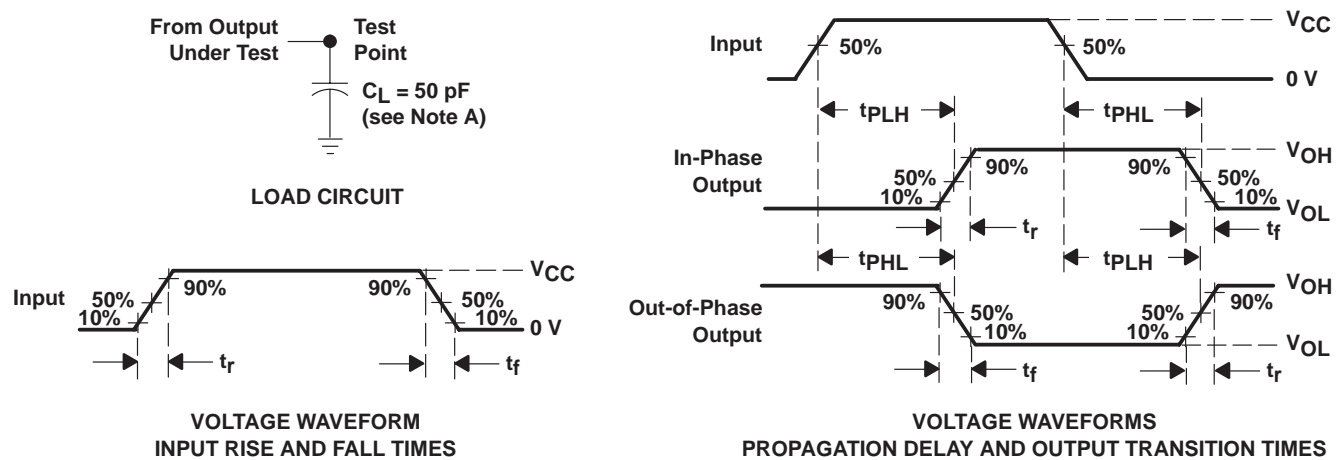 From Output
Under Test
Test
Point
CL = 50 pF
(see Note A)
LOAD CIRCUIT
Input
50%
10%
90%
90%
50%
10%
VCC
0 V
tr
tf
VOLTAGE WAVEFORM
INPUT RISE AND FALL TIMES
Input
50%
50%
VCC
0 V
tPLH
tPHL
In-Phase
Output
50%
10%
90%
90%
50%
10%
VOH
VOL
tr
tf
tPHL
tPLH
Out-of-Phase
Output
90%
50%
10%
50%
10%
90%
VOH
VOL
tf
tr
VOLTAGE WAVEFORMS
PROPAGATION DELAY AND OUTPUT TRANSITION TIMES